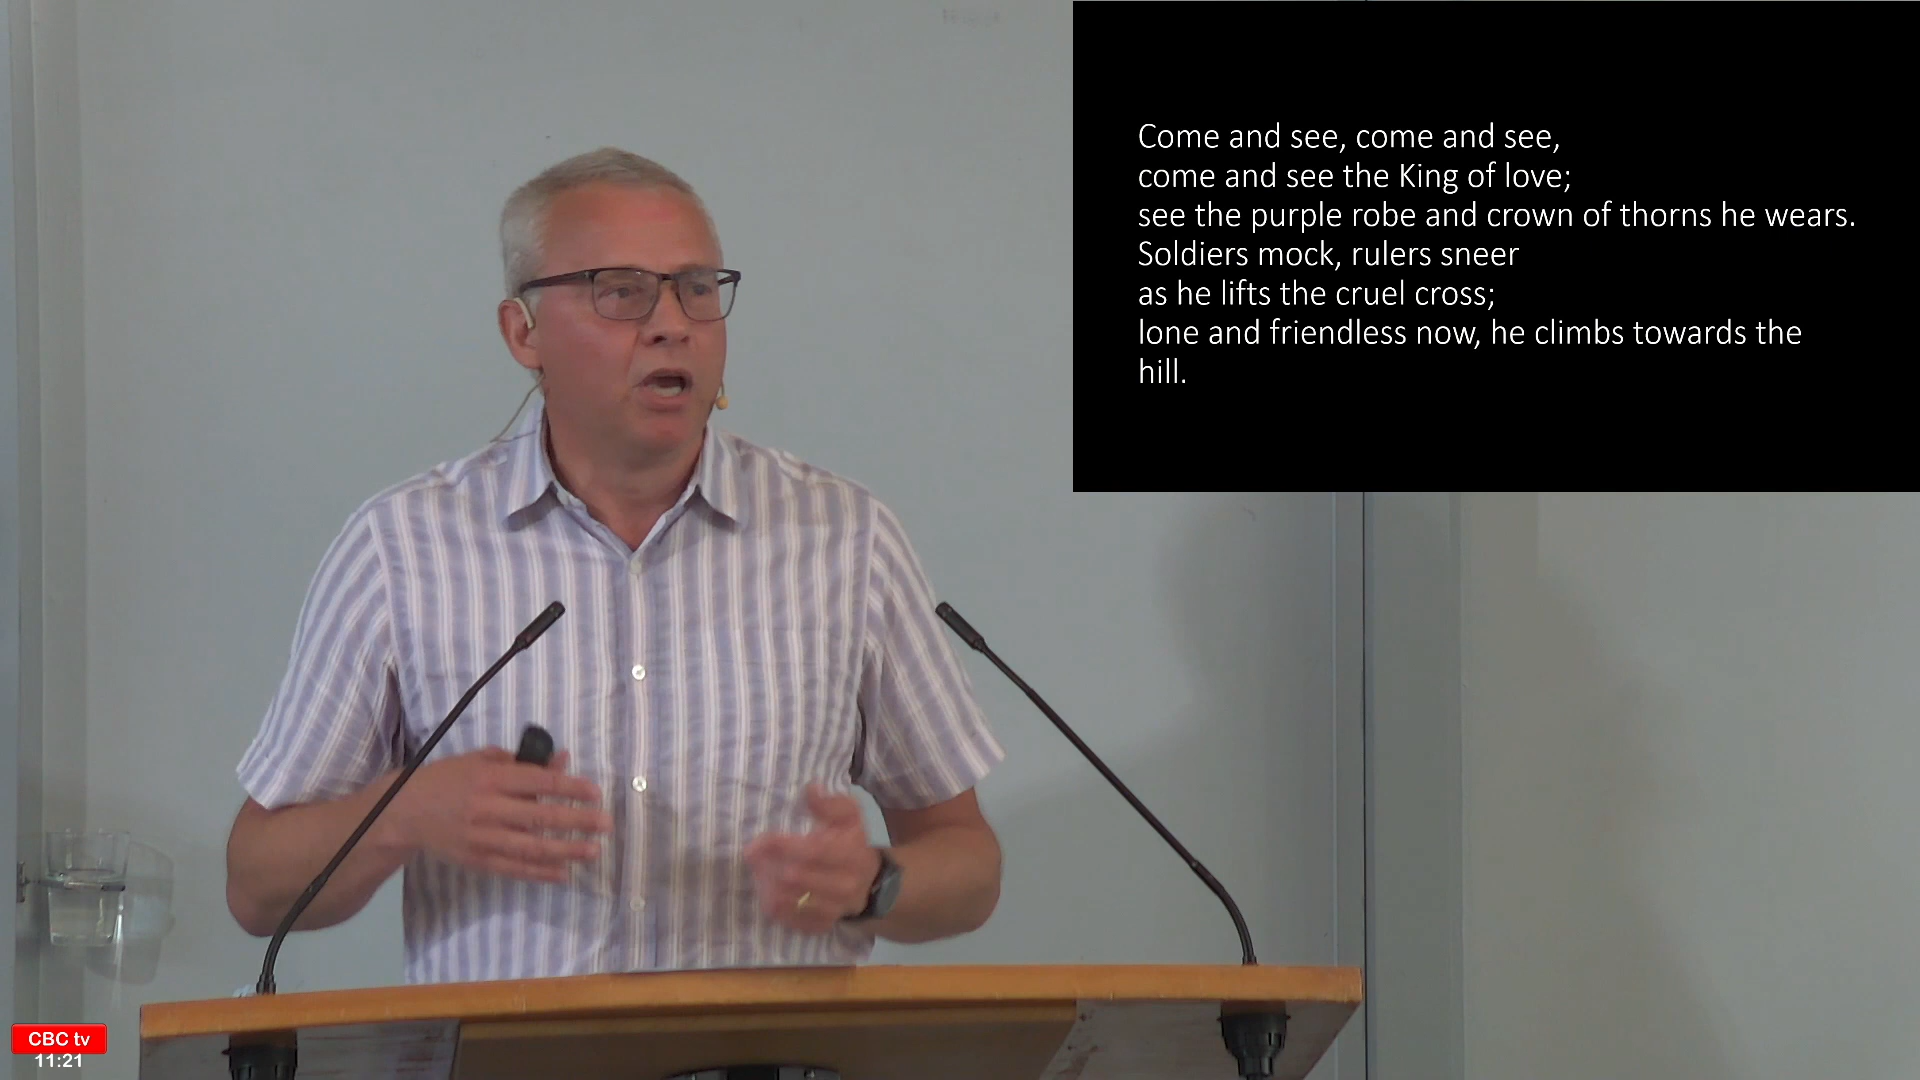 Come and see, come and see,
come and see the King of love;
see the purple robe and crown of thorns he wears.
Soldiers mock, rulers sneer
as he lifts the cruel cross;
lone and friendless now, he climbs towards the
hill.
CBC tv
11:21